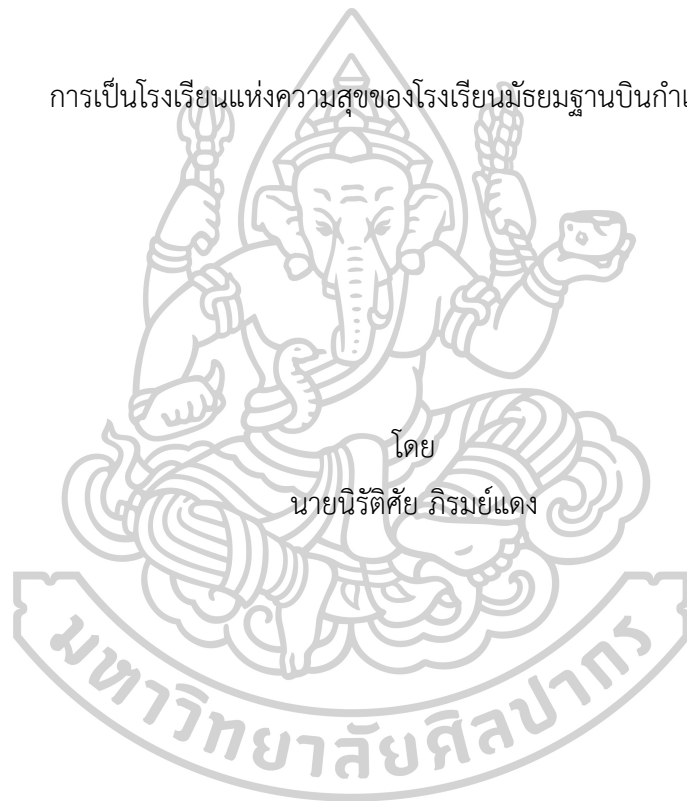 การเป็นโรงเรียนแห่งความสุขของโรงเรียนมัธยมฐานบินกำ
โดย
นายนิรัติศัย ภิรมย์แดง
มหาวิทยาลัยศิลปากร